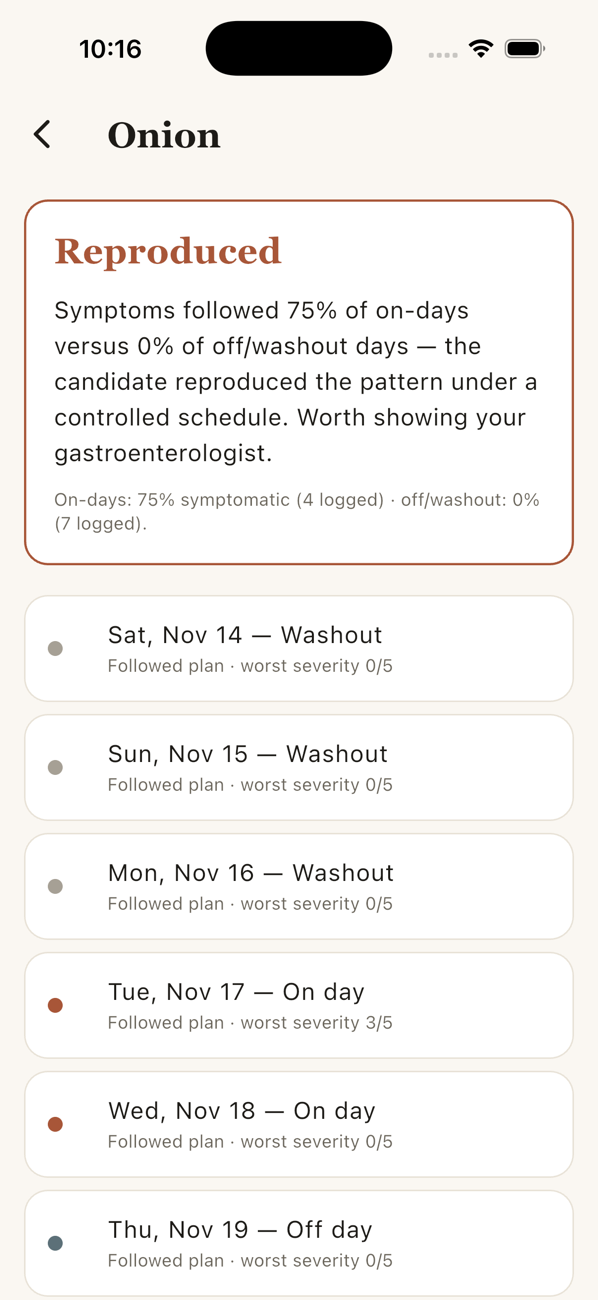 10:16
Onion
Reproduced
Symptoms followed 75% of on-days
versus 0% of off/washout days — the
candidate reproduced the pattern under a
controlled schedule. Worth showing your
gastroenterologist.
On-days: 75% symptomatic (4 logged) · off/washout: 0%
(7 logged).
Sat, Nov 14 — Washout
Followed plan · worst severity 0/5
Sun, Nov 15 — Washout
Followed plan · worst severity 0/5
Mon, Nov 16 — Washout
Followed plan · worst severity 0/5
Tue, Nov 17 — On day
Followed plan · worst severity 3/5
Wed, Nov 18 — On day
Followed plan · worst severity 0/5
Thu, Nov 19 — Off day
Followed plan · worst severity 0/5